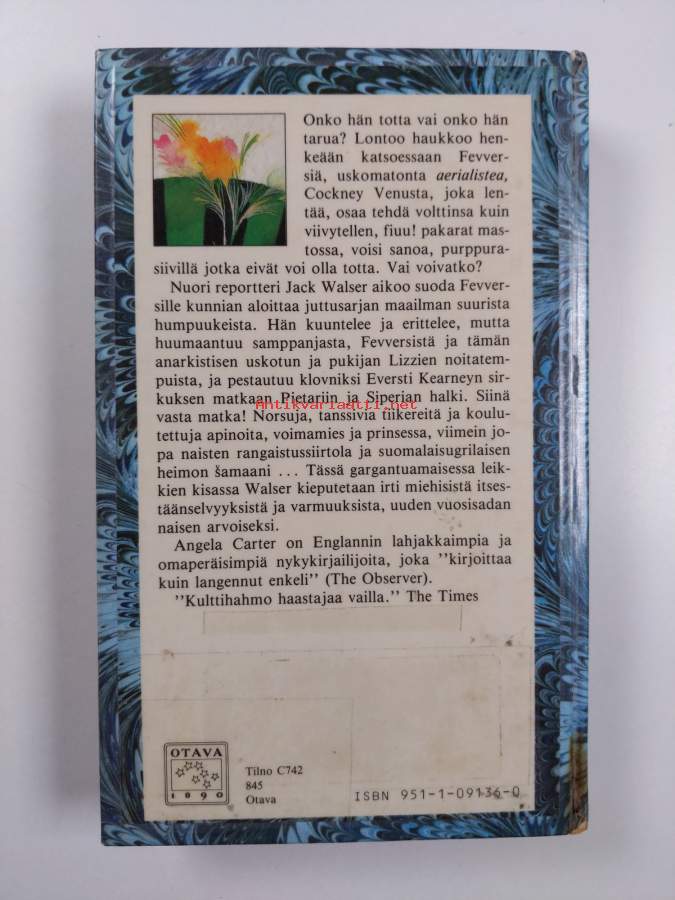 Onko hän totta vai onko hän
tarua? Lontoo haukkoo hen-
keään katsoessaan Fevver-
siä, uskomatonta aerialistea,
Cockney Venusta, joka len-
tää, osaa tehdä volttinsa kuin
viivytellen, fiuu! pakarat mas-
tossa, voisi sanoa, purppura-
siivillä jotka eivät voi olla totta. Vai voivatko?
Nuori reportteri Jack Walser aikoo suoda Fevver-
sille kunnian aloittaa juttusarjan maailman suurista
humpuukeista. Hän kuuntelee ja erittelee, mutta
huumaantuu samppanjasta, Fevversistä ja tämän
anarkistisen uskotun ja pukijan Lizzien noitatem-
puista, ja pestautuu klovniksi Eversti Kearneyn sir-
kuksen matkaan Pietariin ja Siperian halki. Siinä
Antikvariaatti.net
vasta matka! Norsuja, tanssivia tiikereitä ja koulu-
tettuja apinoita, voimamies ja prinsessa, viimein jo-
pa naisten rangaistussiirtola ja suomalaisugrilaisen
heimon šamaani ... Tässä gargantuamaisessa leik-
kien kisassa Walser kieputetaan irti miehisistä itses-
täänselvyyksistä ja varmuuksista, uuden vuosisadan
naisen arvoiseksi.
Angela Carter on Englannin lahjakkaimpia ja
omaperäisimpiä nykykirjailijoita, joka ”kirjoittaa
kuin langennut enkeli” (The Observer).
”Kulttihahmo haastajaa vailla.” The Times
OTAVA
1890
Tilno C742
845
Otava
ISBN 951-1-09136-0